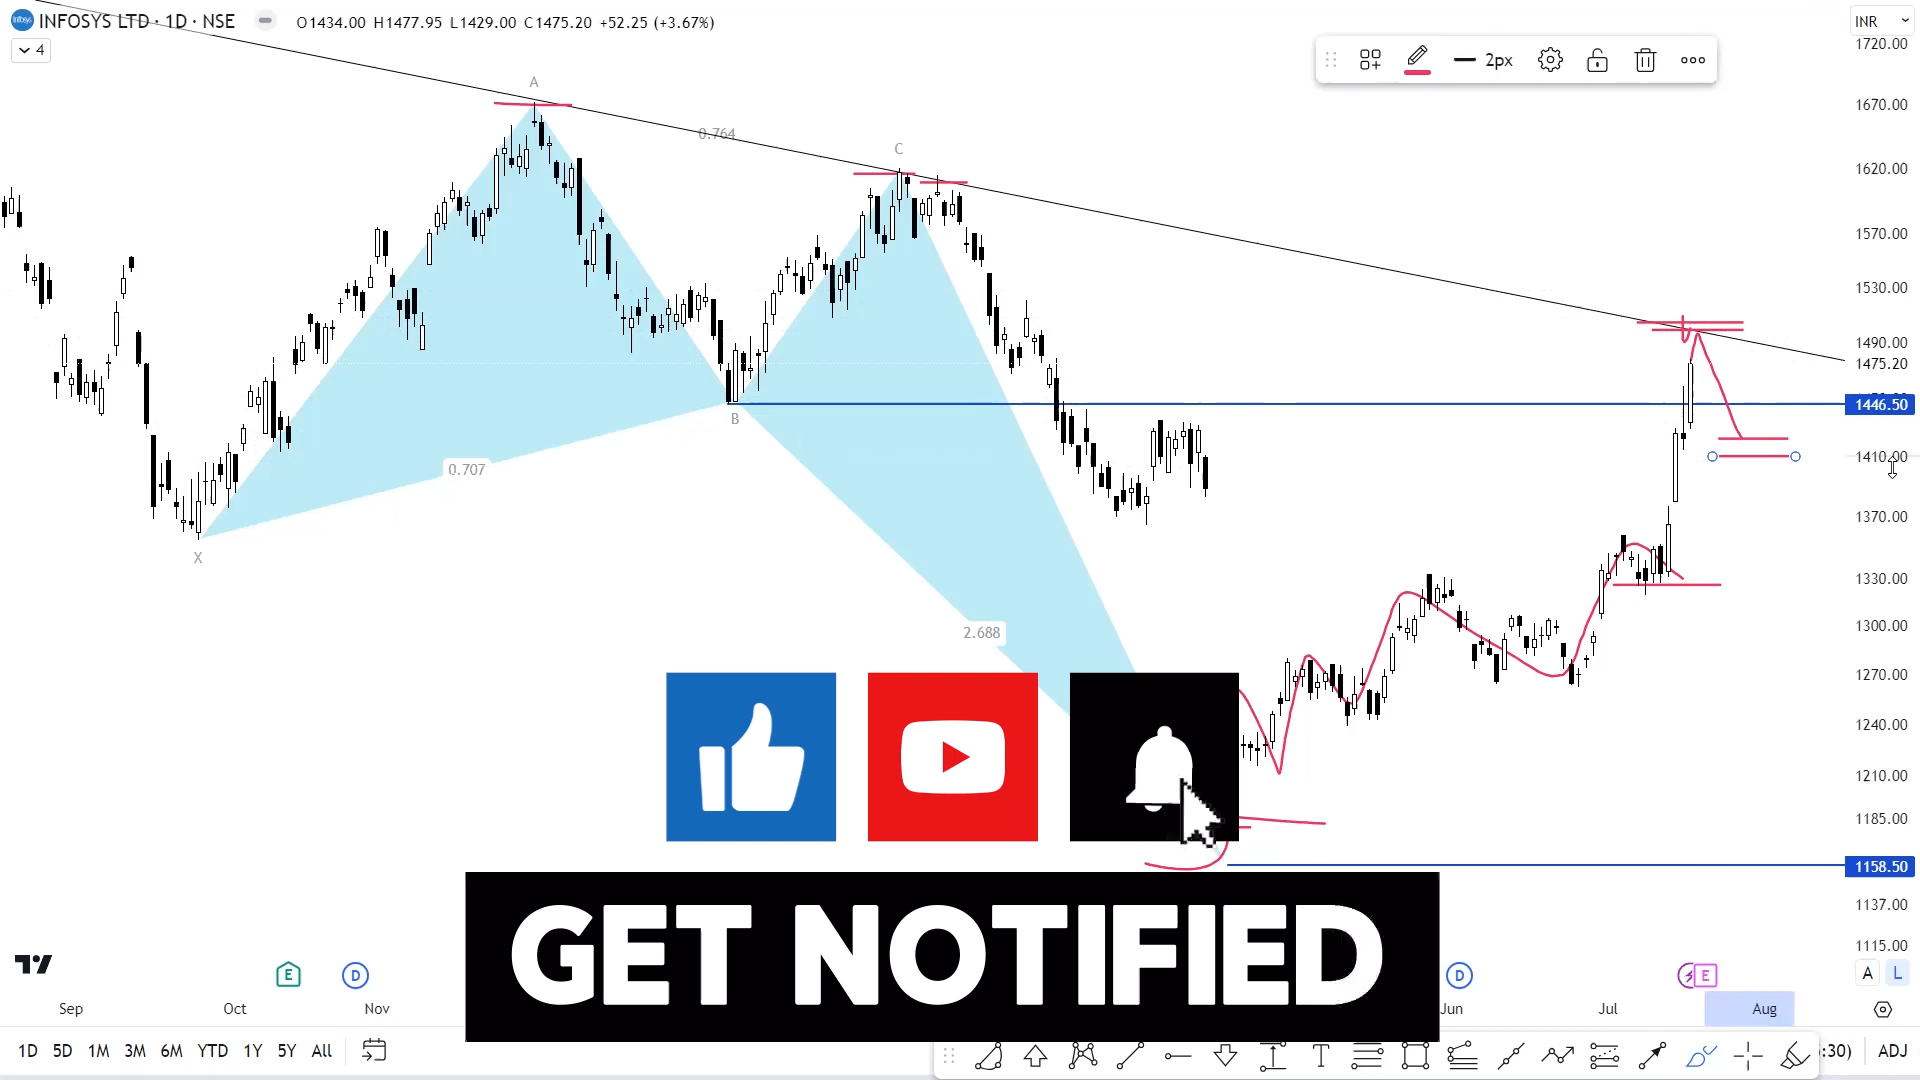 INFOSYS LTD · 1D · NSE
O1434.00 H1477.95 L1429.00 C1475.20 +52.25 (+3.67%)
4
INR
2px
1720.00
1670.00
1620.00
1570.00
1530.00
1490.00
1475.20
1446.50
1410.00
1370.00
1330.00
1300.00
1270.00
1240.00
1210.00
1185.00
1158.50
1137.00
1115.00
A
0.764
C
B
0.707
X
2.688
GET NOTIFIED
E
D
D
E
A
L
Sep
Oct
Nov
Jun
Jul
Aug
1D
5D
1M
3M
6M
YTD
1Y
5Y
All
T
:30)
ADJ